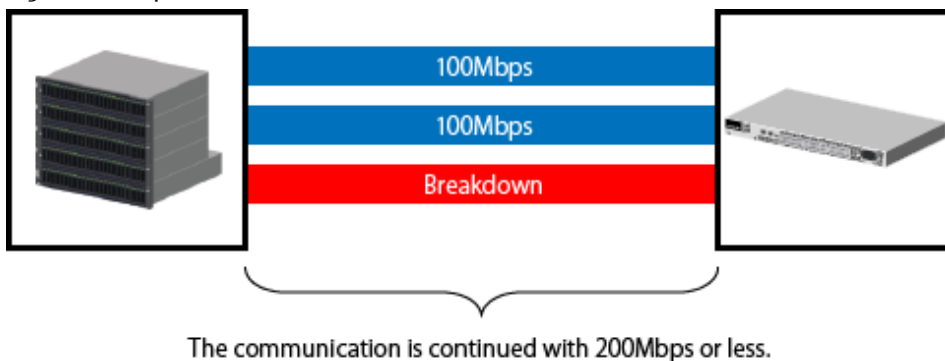 100Mbps
100Mbps
Breakdown
The communication is continued with 200Mbps or less.